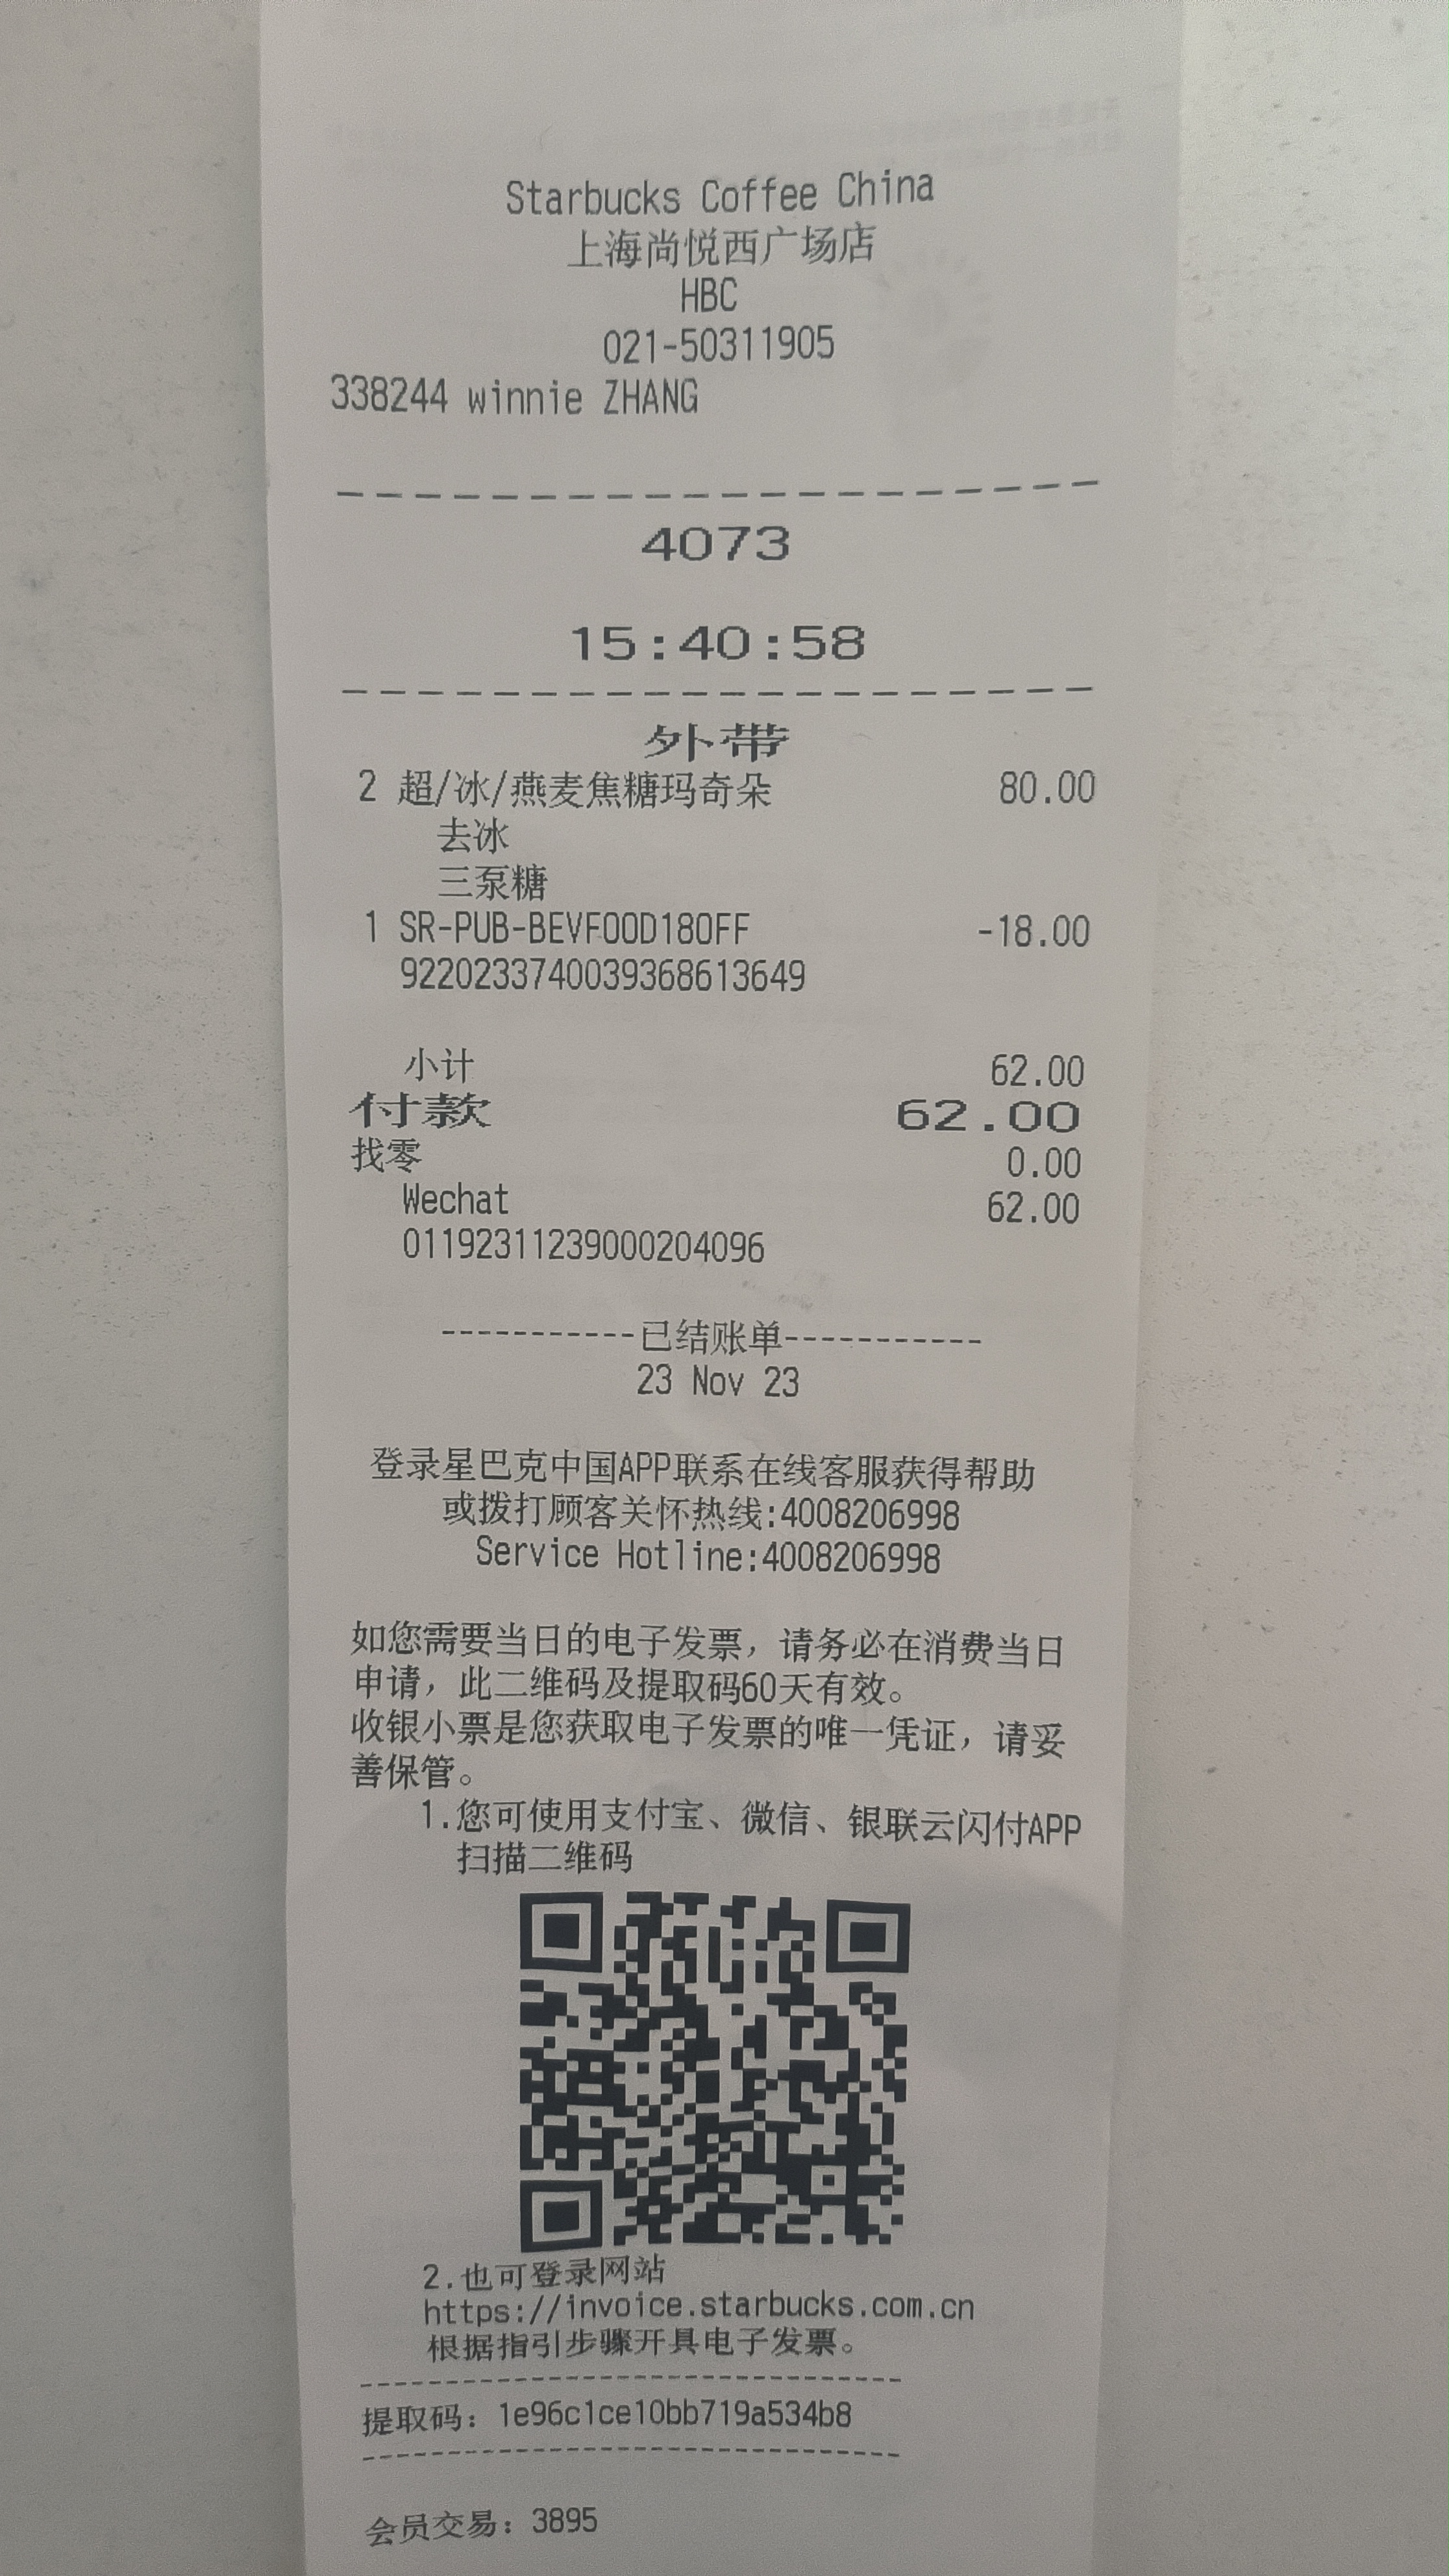 Starbucks Coffee China
上海尚悦西广场店
HBC
021-50311905
338244 winnie ZHANG
4073
15:40:58
外带
2 超/冰/燕麦焦糖玛奇朵 80.00
去冰
三泵糖
1 SR-PUB-BEVFOOD18OFF -18.00
9220233740039368613649
小计 62.00
付款 62.00
找零 0.00
Wechat 62.00
01192311239000204096
-----------已结账单-----------
23 Nov 23
登录星巴克中国APP联系在线客服获得帮助
或拨打顾客关怀热线:4008206998
Service Hotline:4008206998
如您需要当日的电子发票，请务必在消费当日
申请，此二维码及提取码60天有效。
收银小票是您获取电子发票的唯一凭证，请妥
善保管。
1.您可使用支付宝、微信、银联云闪付APP
扫描二维码
2.也可登录网站
https://invoice.starbucks.com.cn
根据指引步骤开具电子发票。
提取码：1e96c1ce10bb719a534b8
会员交易：3895